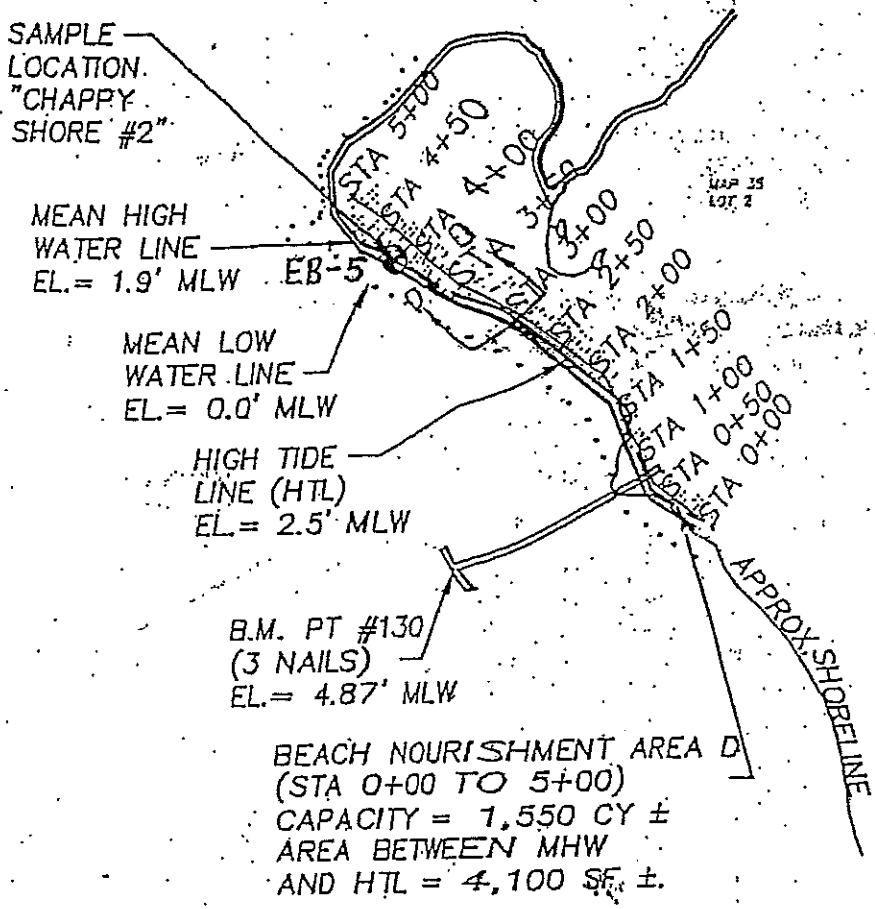 SAMPLE
LOCATION
"CHAPPY
SHORE #2"
STA 5+00
STA 4+50
STA 4+00
STA 3+50
STA 3+00
STA 2+50
STA 2+00
STA 1+50
STA 1+00
STA 0+50
STA 0+00
MAP 35
LOT 2
MEAN HIGH
WATER LINE
EL.= 1.9' MLW
EB-5
D
D
MEAN LOW
WATER LINE
EL.= 0.0' MLW
HIGH TIDE
LINE (HTL)
EL.= 2.5' MLW
B.M. PT #130
(3 NAILS)
EL.= 4.87' MLW
APPROX. SHORELINE
BEACH NOURISHMENT AREA D
(STA 0+00 TO 5+00)
CAPACITY = 1,550 CY ±
AREA BETWEEN MHW
AND HTL = 4,100 SF ±.